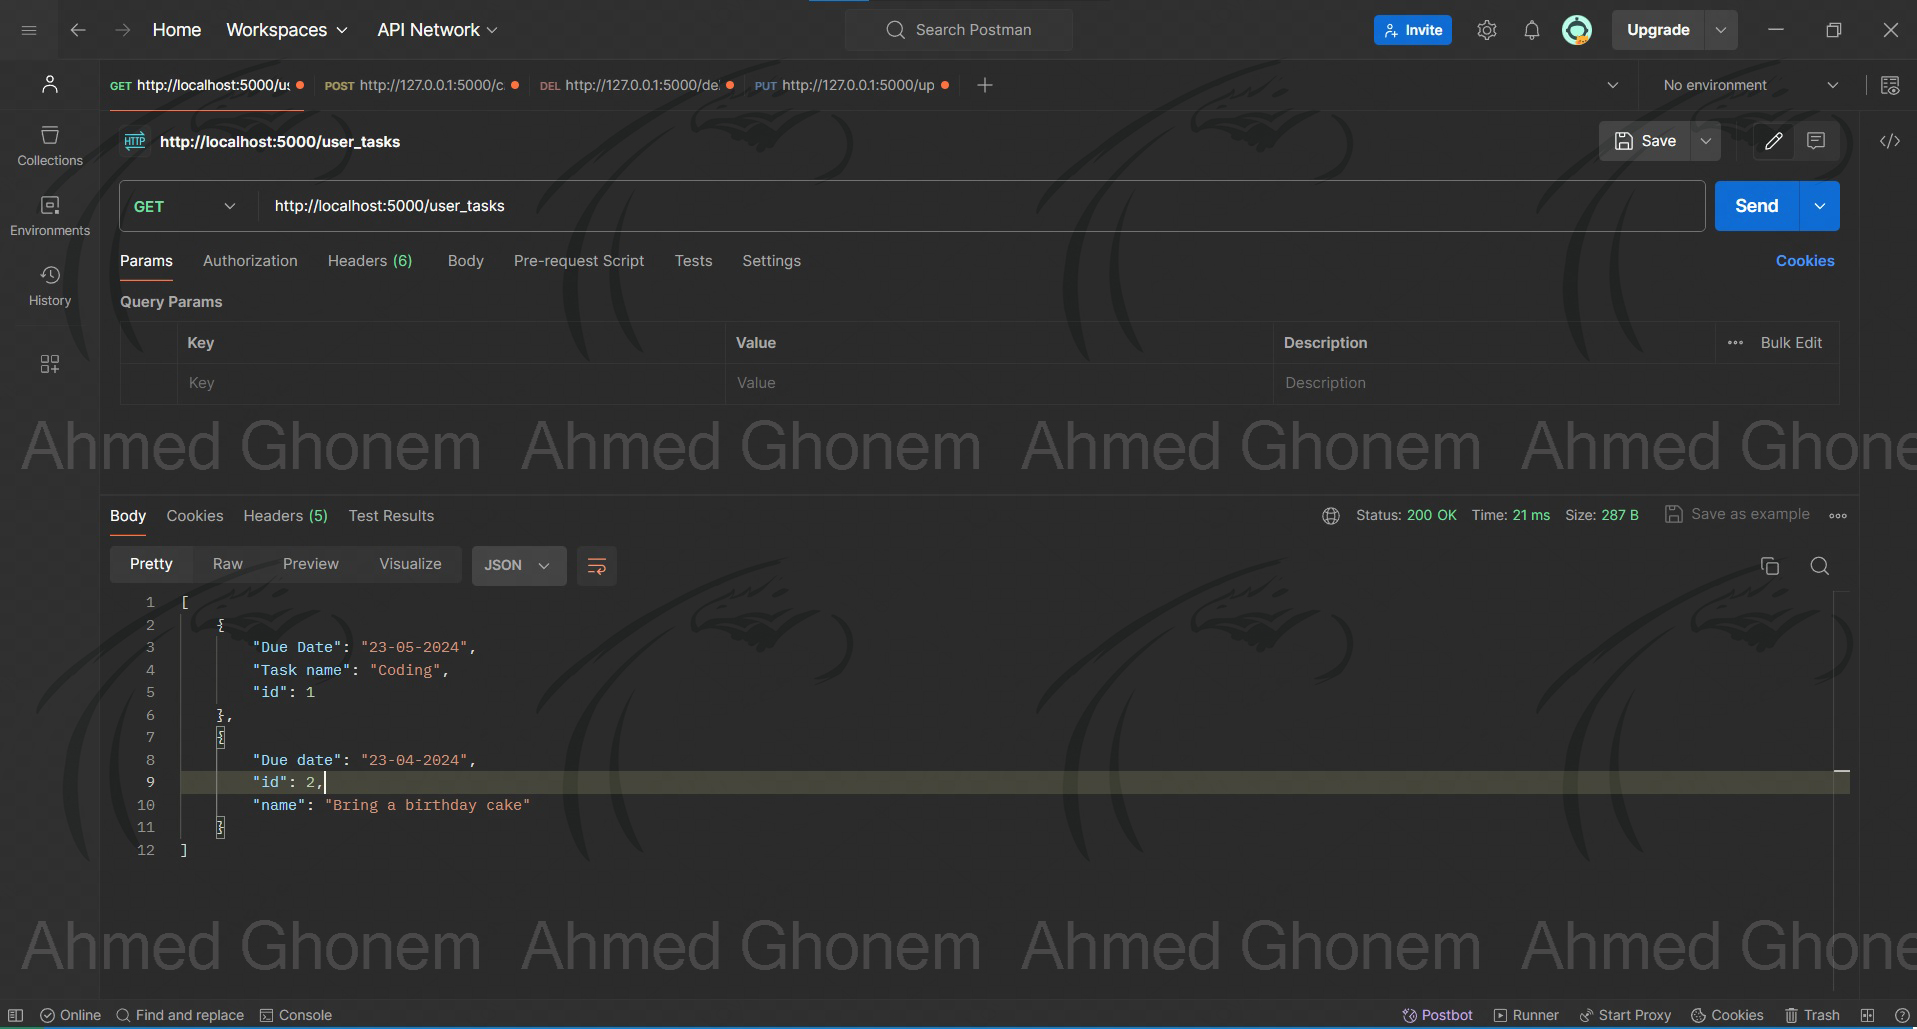 Home Workspaces API Network Search Postman Invite Upgrade
GET http://localhost:5000/us POST http://127.0.0.1:5000/c DEL http://127.0.0.1:5000/de PUT http://127.0.0.1:5000/up No environment
HTTP http://localhost:5000/user_tasks Save
Collections
GET http://localhost:5000/user_tasks Send
Environments
Params Authorization Headers (6) Body Pre-request Script Tests Settings Cookies
History
Query Params
Key Value Description Bulk Edit
Key Value Description
Ahmed Ghonem Ahmed Ghonem Ahmed Ghonem Ahmed Ghone
Body Cookies Headers (5) Test Results Status: 200 OK Time: 21 ms Size: 287 B Save as example
Pretty Raw Preview Visualize JSON
1 [
2 {
3 "Due Date": "23-05-2024",
4 "Task name": "Coding",
5 "id": 1
6 },
7 {
8 "Due date": "23-04-2024",
9 "id": 2,
10 "name": "Bring a birthday cake"
11 }
12 ]
Ahmed Ghonem Ahmed Ghonem Ahmed Ghonem Ahmed Ghone
Online Find and replace Console Postbot Runner Start Proxy Cookies Trash